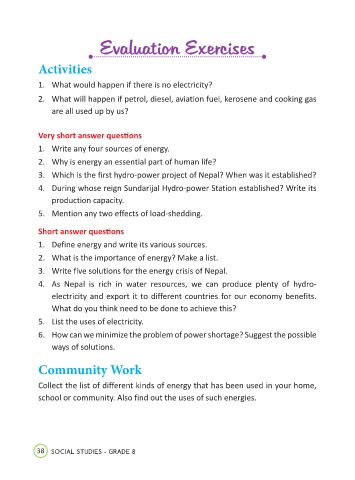 Evaluation Exercises
Activities
1. What would happen if there is no electricity?
2. What will happen if petrol, diesel, aviation fuel, kerosene and cooking gas
are all used up by us?
Very short answer questions
1. Write any four sources of energy.
2. Why is energy an essential part of human life?
3. Which is the first hydro-power project of Nepal? When was it established?
4. During whose reign Sundarijal Hydro-power Station established? Write its
production capacity.
5. Mention any two effects of load-shedding.
Short answer questions
1. Define energy and write its various sources.
2. What is the importance of energy? Make a list.
3. Write five solutions for the energy crisis of Nepal.
4. As Nepal is rich in water resources, we can produce plenty of hydro-
electricity and export it to different countries for our economy benefits.
What do you think need to be done to achieve this?
5. List the uses of electricity.
6. How can we minimize the problem of power shortage? Suggest the possible
ways of solutions.
Community Work
Collect the list of different kinds of energy that has been used in your home,
school or community. Also find out the uses of such energies.
38 SOCIAL STUDIES - GRADE 8